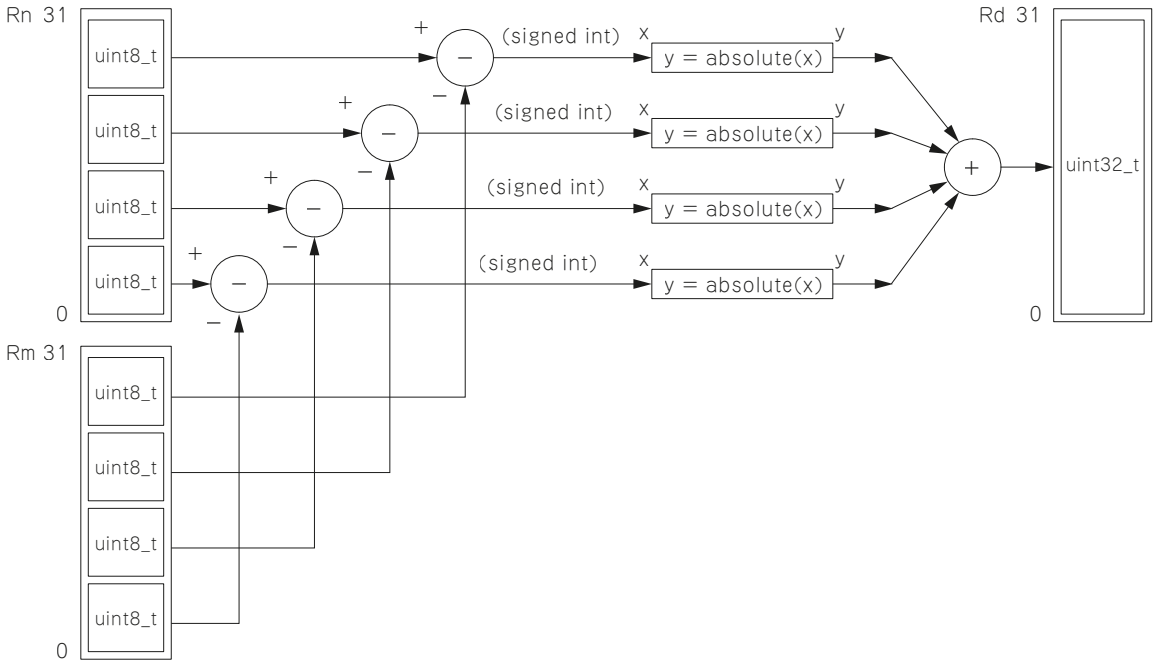 Rn 31
uint8_t
uint8_t
uint8_t
uint8_t
0
Rm 31
uint8_t
uint8_t
uint8_t
uint8_t
0
+
−
−
(signed int)
x
y = absolute(x)
y
+
−
−
(signed int)
x
y = absolute(x)
y
+
−
−
(signed int)
x
y = absolute(x)
y
+
−
−
(signed int)
x
y = absolute(x)
y
+
Rd 31
uint32_t
0